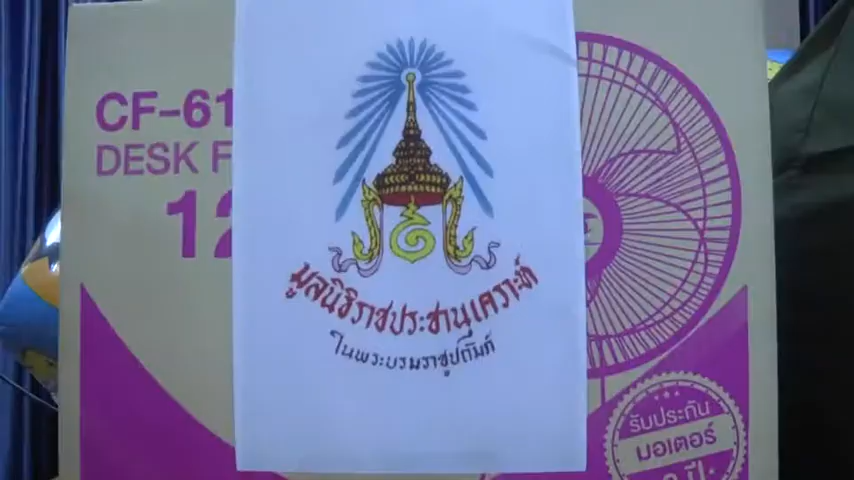 CF-61
DESK F
12
มูลนิธิราชประชานุเคราะห์
ในพระบรมราชูปถัมภ์
รับประกัน
มอเตอร์
ปี